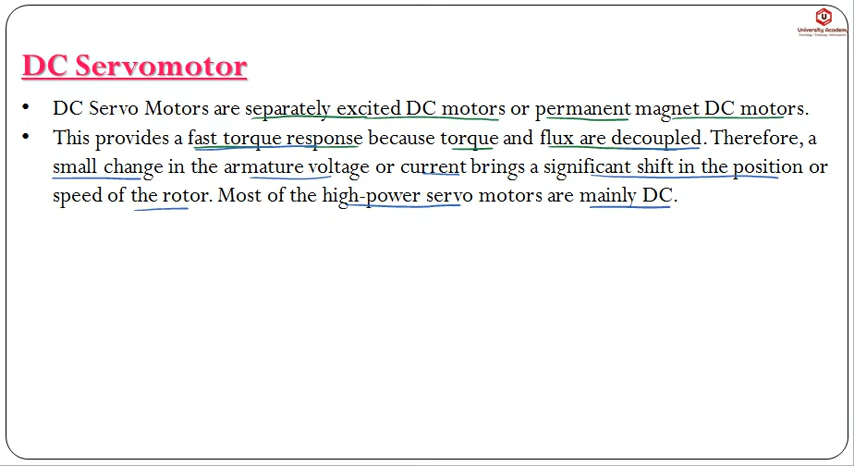 University Academy
DC Servomotor
• DC Servo Motors are separately excited DC motors or permanent magnet DC motors.
• This provides a fast torque response because torque and flux are decoupled. Therefore, a
small change in the armature voltage or current brings a significant shift in the position or
speed of the rotor. Most of the high-power servo motors are mainly DC.